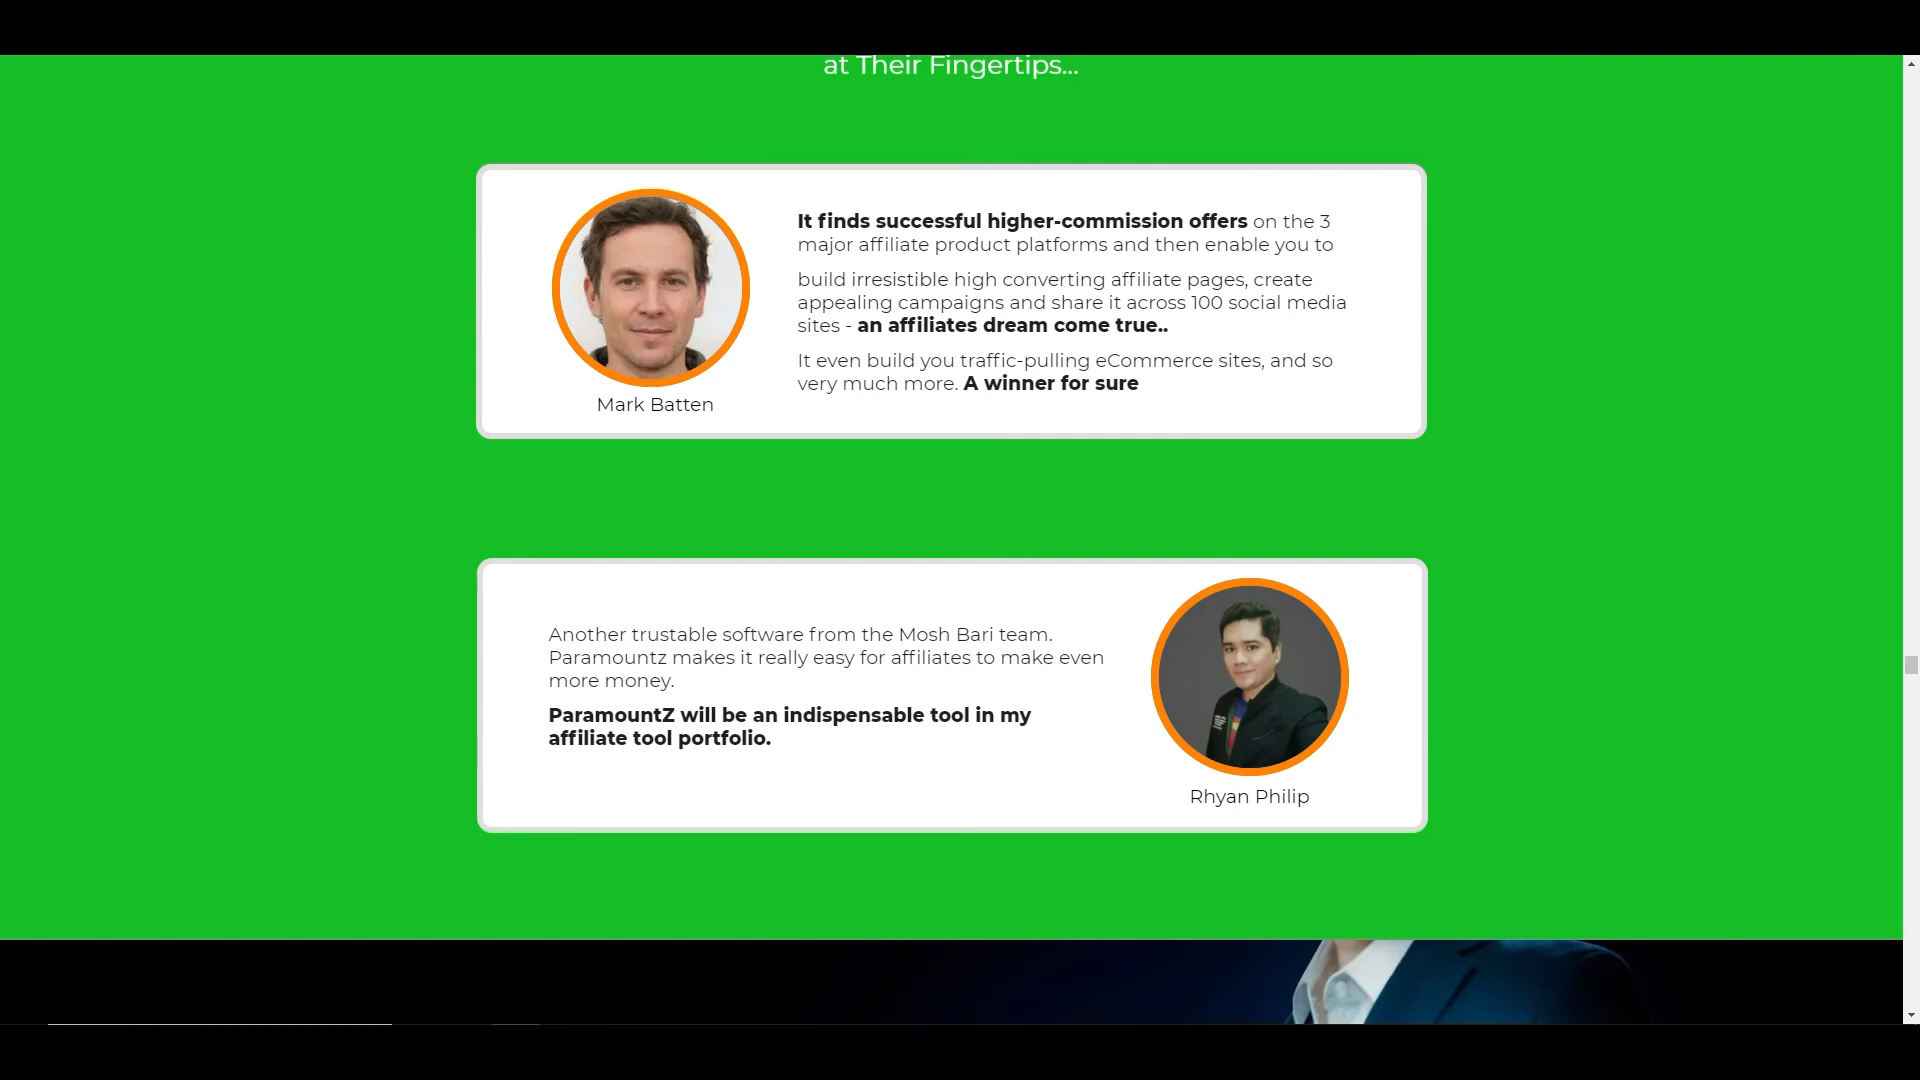 at Their Fingertips...
It finds successful higher-commission offers on the 3
major affiliate product platforms and then enable you to
build irresistible high converting affiliate pages, create
appealing campaigns and share it across 100 social media
sites - an affiliates dream come true..
It even build you traffic-pulling eCommerce sites, and so
very much more. A winner for sure
Mark Batten
Another trustable software from the Mosh Bari team.
Paramountz makes it really easy for affiliates to make even
more money.
ParamountZ will be an indispensable tool in my
affiliate tool portfolio.
Rhyan Philip